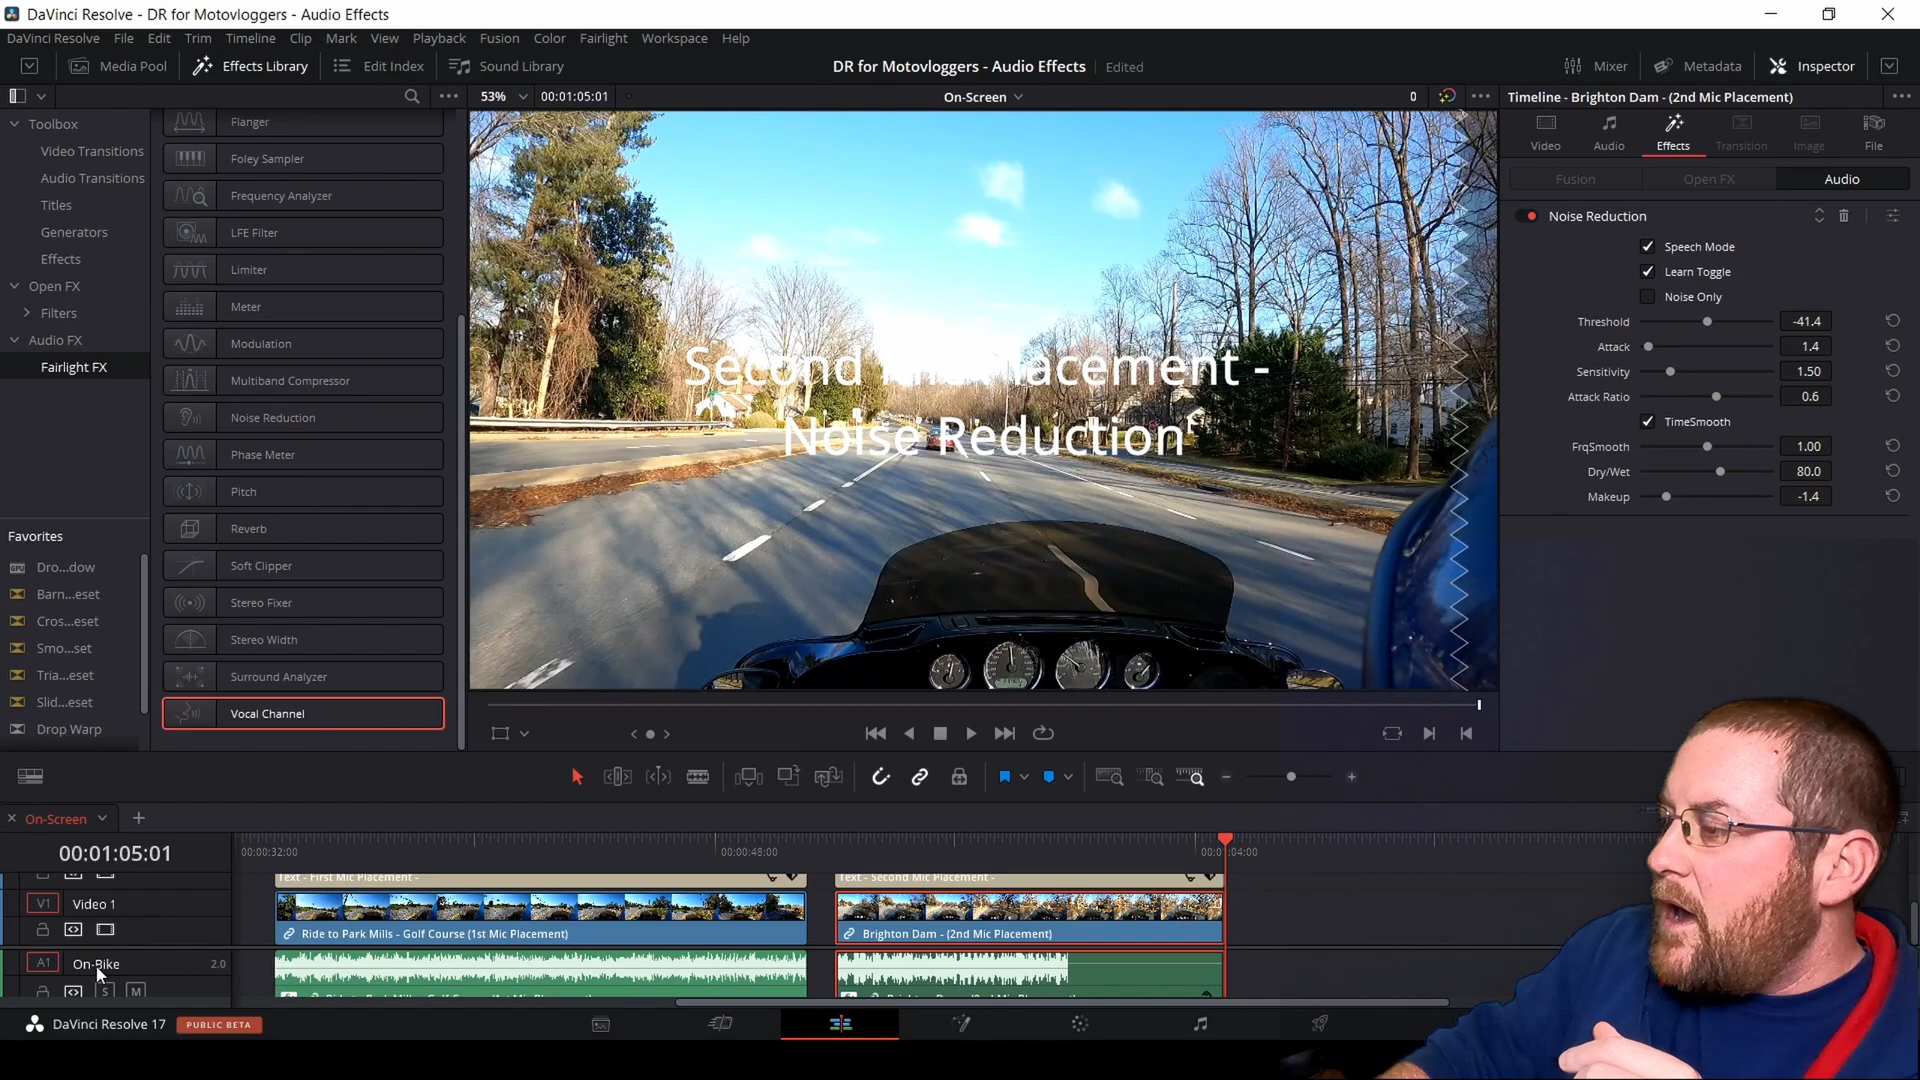 DaVinci Resolve - DR for Motovloggers - Audio Effects
DaVinci Resolve File Edit Trim Timeline Clip Mark View Playback Fusion Color Fairlight Workspace Help
Media Pool Effects Library Edit Index Sound Library DR for Motovloggers - Audio Effects Edited Mixer Metadata Inspector
53% 00:01:05:01 On-Screen 0 Timeline - Brighton Dam - (2nd Mic Placement)
Toolbox
Video Transitions
Audio Transitions
Titles
Generators
Effects
Open FX
Filters
Audio FX
Fairlight FX
Favorites
Dro...dow
Barn...eset
Cros...eset
Smo...set
Tria...eset
Slid...eset
Drop Warp
Flanger
Foley Sampler
Frequency Analyzer
LFE Filter
Limiter
Meter
Modulation
Multiband Compressor
Noise Reduction
Phase Meter
Pitch
Reverb
Soft Clipper
Stereo Fixer
Stereo Width
Surround Analyzer
Vocal Channel
Second Placement -
Noise Reduction
Video Audio Effects Transition Image File
Fusion Open FX Audio
Noise Reduction
Speech Mode
Learn Toggle
Noise Only
Threshold -41.4
Attack 1.4
Sensitivity 1.50
Attack Ratio 0.6
TimeSmooth
FrqSmooth 1.00
Dry/Wet 80.0
Makeup -1.4
On-Screen
00:01:05:01
00:00:32:00 00:00:48:00 00:01:04:00
Text - First Mic Placement - Text - Second Mic Placement -
V1 Video 1
Ride to Park Mills - Golf Course (1st Mic Placement) Brighton Dam - (2nd Mic Placement)
A1 On-Bike 2.0
S M
DaVinci Resolve 17 PUBLIC BETA